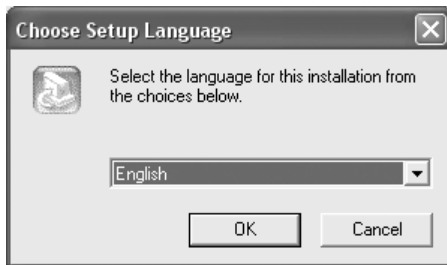 Choose Setup Language
Select the language for this installation from
the choices below.
English
OK
Cancel